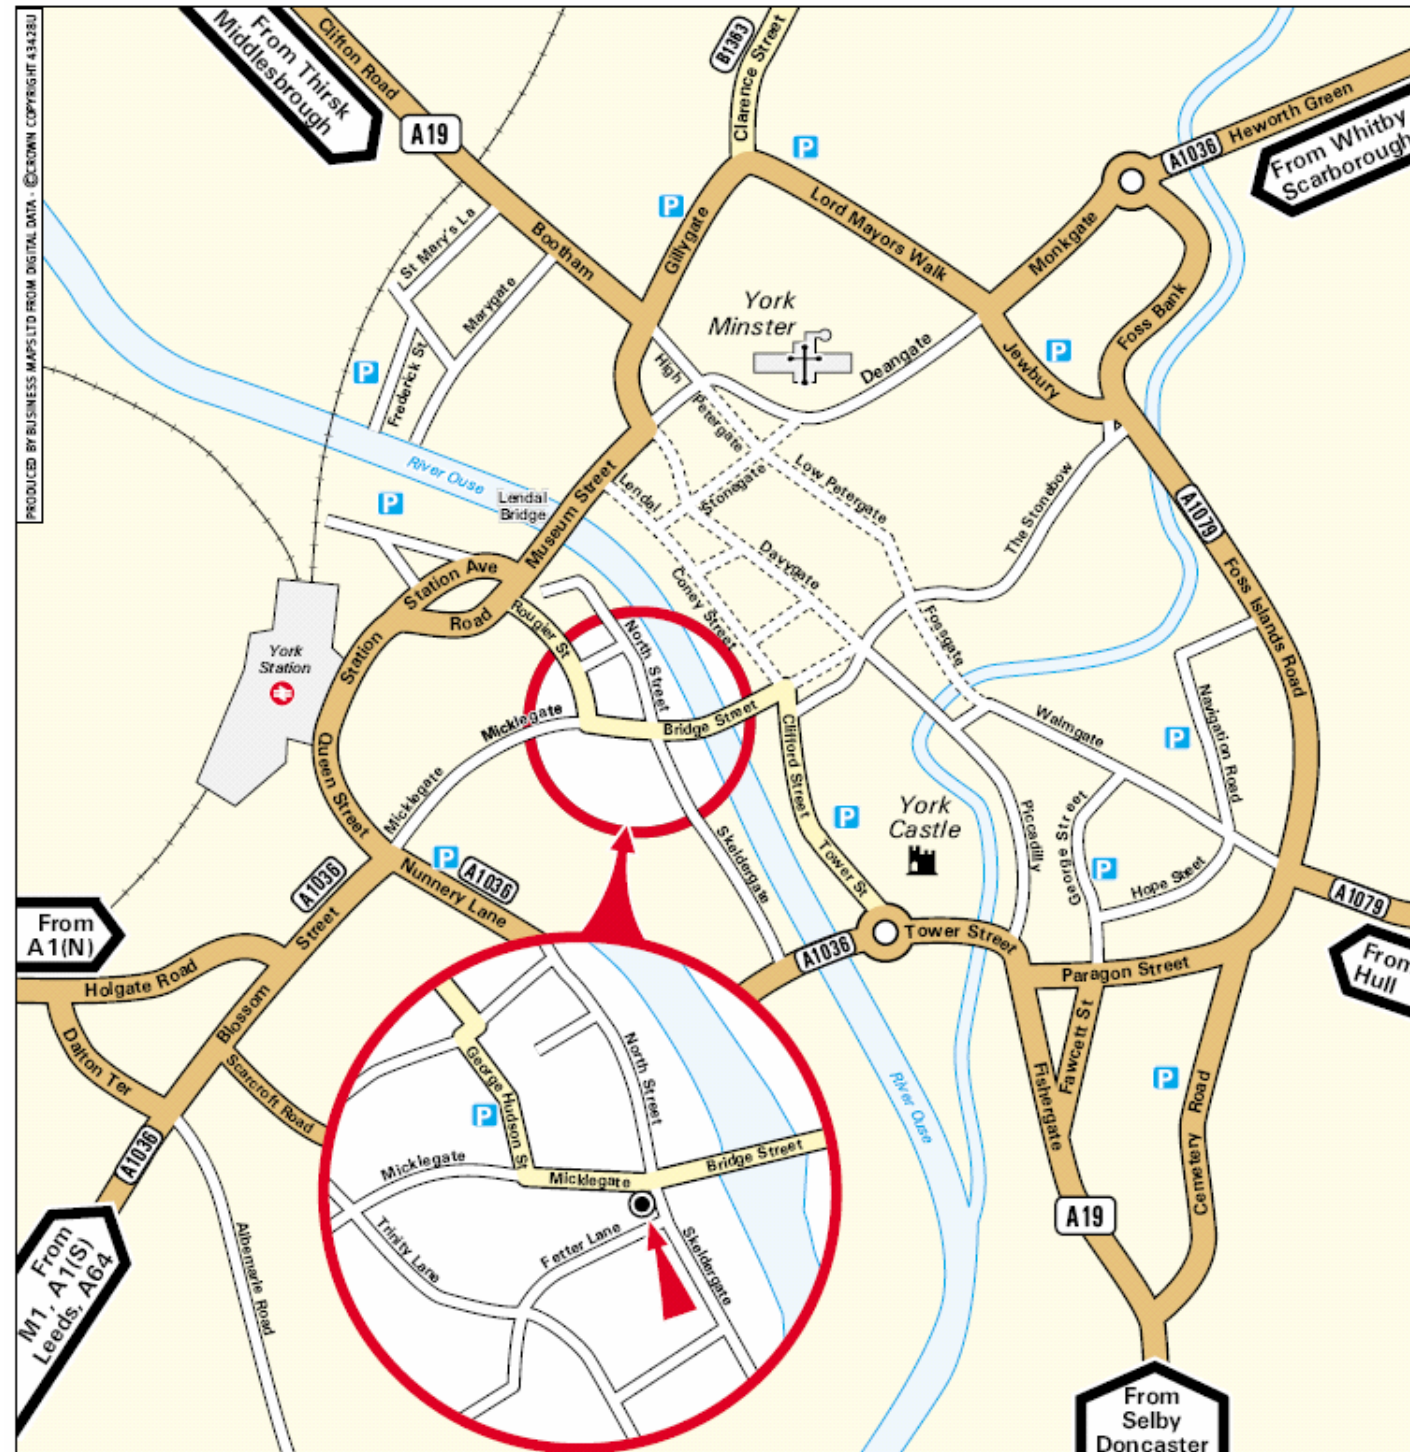 PRODUCED BY BUSINESS MAPS LTD FROM DIGITAL DATA - ©CROWN COPYRIGHT 43428U
From Thirsk
Middlesbrough
Clifton Road
A19
B1363
Clarence Street
P
P
Lord Mayors Walk
Gillygate
Bootham
St Mary's La
Marygate
Frederick St
P
A1036
Heworth Green
From Whitby
Scarborough
Monkgate
Foss Bank
Jewbury
P
York
Minster
Deangate
High
Petergate
Low Petergate
Stonegate
Lendal
Davygate
Coney Street
The Stonebow
Fossgate
A1079
Foss Islands Road
River Ouse
Lendal
Bridge
Museum Street
P
Station Ave
Station
Road
Rougier St
North Street
York
Station
Queen Street
Micklegate
Micklegate
Bridge Street
Clifford Street
Tower St
P
York
Castle
Piccadilly
Walmgate
Navigation Road
P
George Street
P
Hope Street
Skeldergate
P
A1036
Nunnery Lane
A1036
Street
Blossom
From
A1(N)
Holgate Road
Dalton Ter
Scarcroft Road
A1036
From
M1, A1(S)
Leeds, A64
Albemarle Road
A1036
Tower Street
Paragon Street
A1079
From
Hull
Fawcett St
Fishergate
P
Cemetery Road
A19
River Ouse
From
Selby
Doncaster
George Hudson St
North Street
P
Micklegate
Micklegate
Bridge Street
Trinity Lane
Fetter Lane
Skeldergate